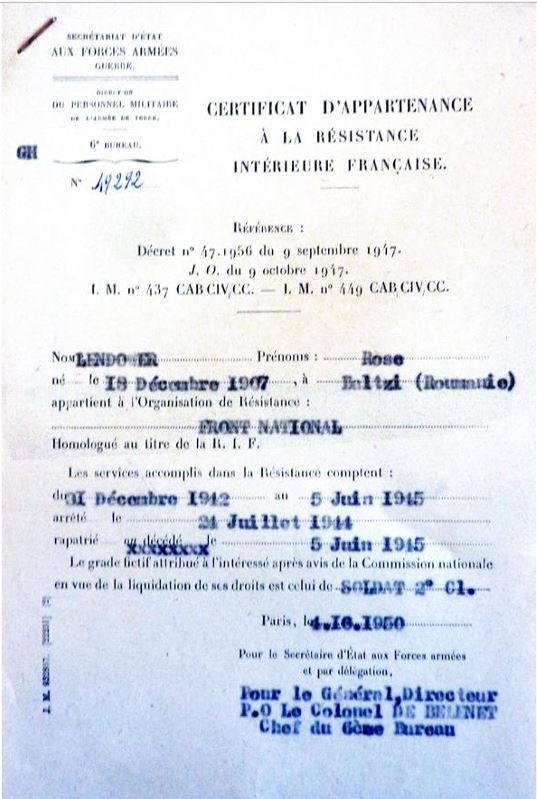 SECRÉTARIAT D'ÉTAT
AUX FORCES ARMÉES
GUERRE.
DIRECTION
DU PERSONNEL MILITAIRE
DE L'ARMÉE DE TERRE.
6e BUREAU.
GH
N° 49292
CERTIFICAT D'APPARTENANCE
À LA RÉSISTANCE
INTÉRIEURE FRANÇAISE.
RÉFÉRENCE :
Décret n° 47.1956 du 9 septembre 1947.
J. O. du 9 octobre 1947.
I. M. n° 437 CAB/CIV/CC. — I. M. n° 449 CAB/CIV/CC.
Nom LENDOWER Prénoms : Rose
né le 18 Décembre 1907, à Beltzi (Roumanie)
appartient à l'Organisation de Résistance :
FRONT NATIONAL
Homologué au titre de la R. I. F.
Les services accomplis dans la Résistance comptent :
du 31 Décembre 1942 au 5 Juin 1945
arrêté le 21 Juillet 1944
rapatrié ou décédé le 5 Juin 1945
Le grade fictif attribué à l'intéressé après avis de la Commission nationale
en vue de la liquidation de ses droits est celui de SOLDAT 2° Cl.
Paris, le 4.10.1950
Pour le Secrétaire d'État aux Forces armées
et par délégation,
Pour le Général, Directeur
P.O Le Colonel DE BELINET
Chef du 6ème Bureau
J. M.